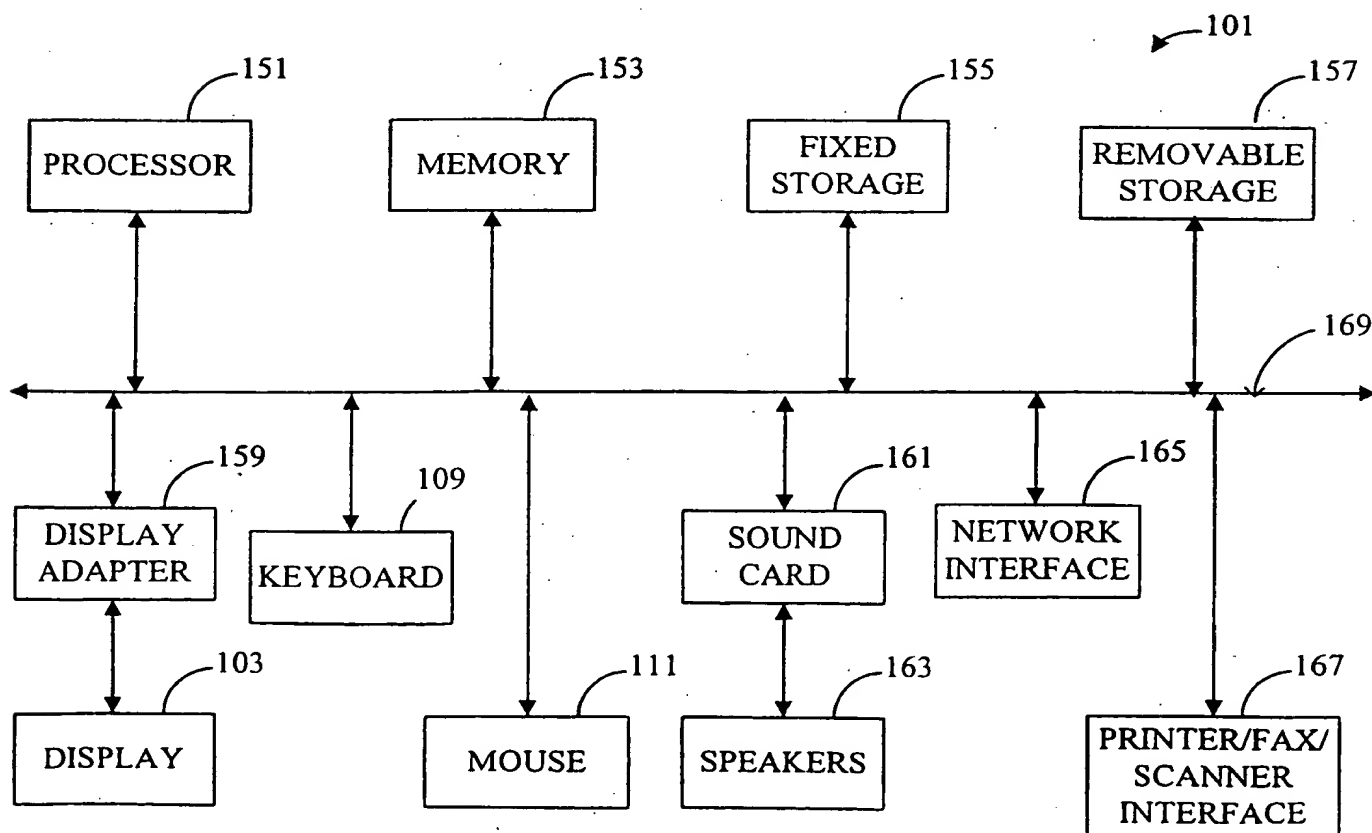 101
151
153
155
157
PROCESSOR
MEMORY
FIXED
STORAGE
REMOVABLE
STORAGE
169
159
109
161
165
DISPLAY
ADAPTER
KEYBOARD
SOUND
CARD
NETWORK
INTERFACE
103
111
163
167
DISPLAY
MOUSE
SPEAKERS
PRINTER/FAX/
SCANNER
INTERFACE